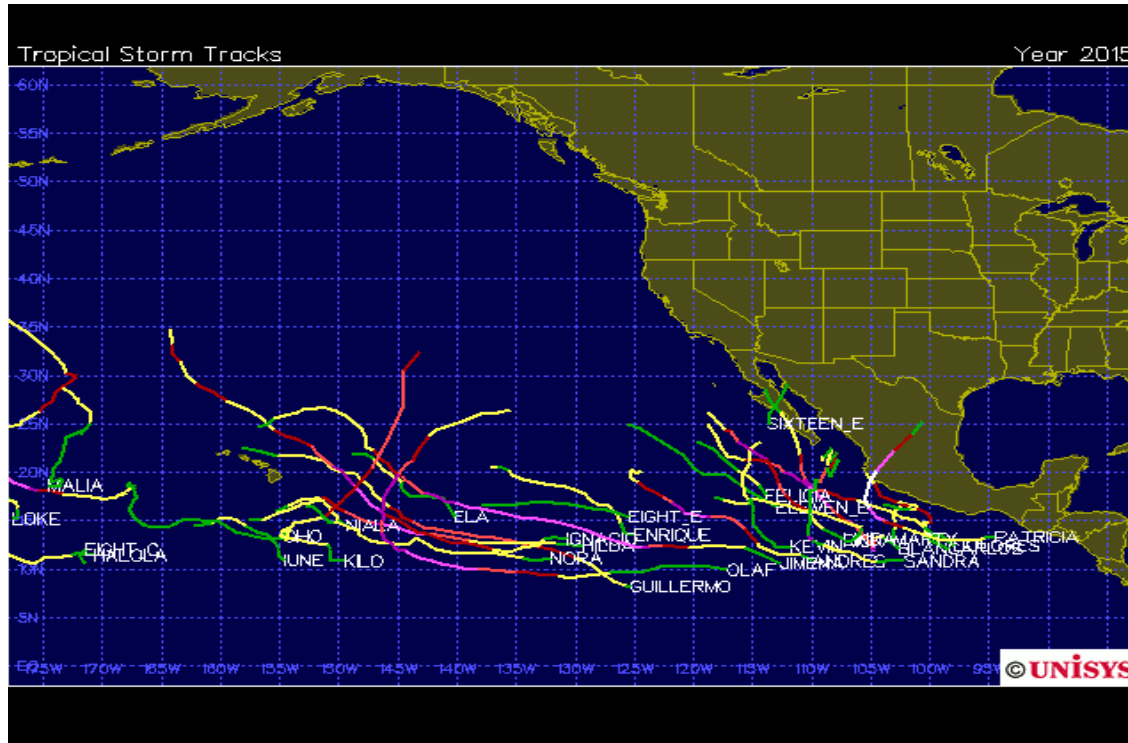 Tropical Storm Tracks
Year 2015
60N
55N
50N
45N
40N
35N
30N
SIXTEEN_E
25N
20N
MALIA
FELICIA
ELEVEN_E
LOKE
ELA
EIGHT_E
NIALA
15N
ENRIQUE
IGNACIO
HILDA
PATRICIA
MARTY
KEVIN
EIGHT_C
HALOLA
IUNE
KILO
NORA
JIMENA
ANDRES
SANDRA
10N
OLAF
GUILLERMO
5N
EQ
175W 170W 165W 160W 155W 150W 145W 140W 135W 130W 125W 120W 115W 110W 105W 100W 95W
© UNISYS